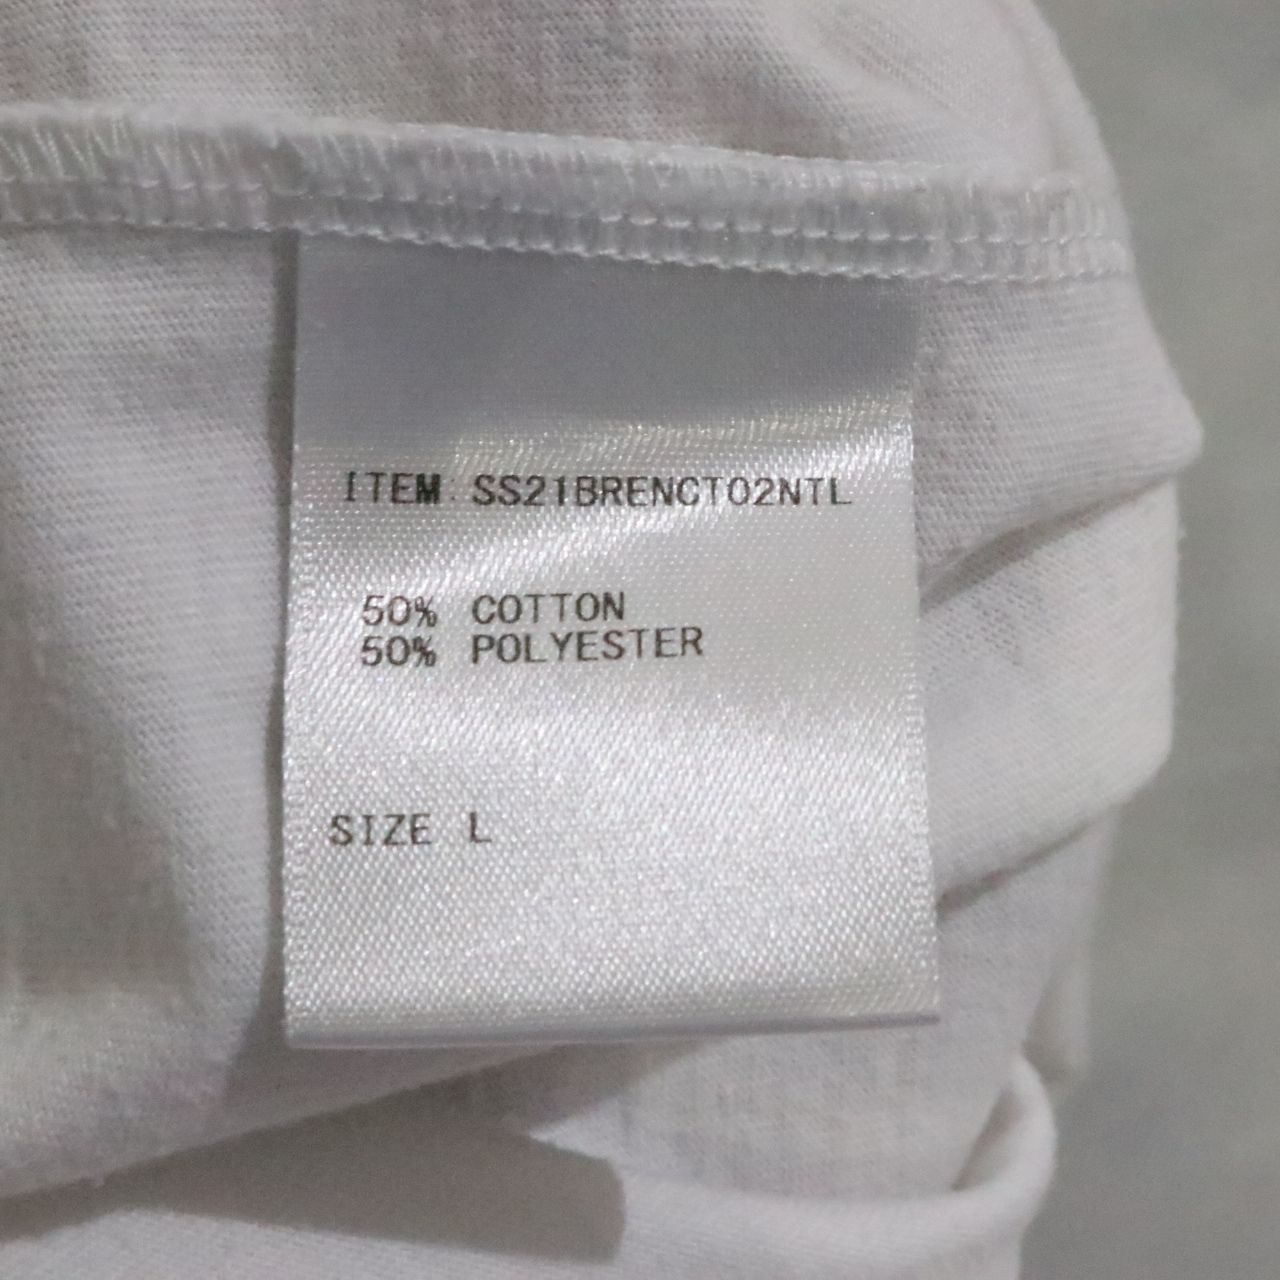 ITEM: SS21BRENCT02NTL
50% COTTON
50% POLYESTER
SIZE L